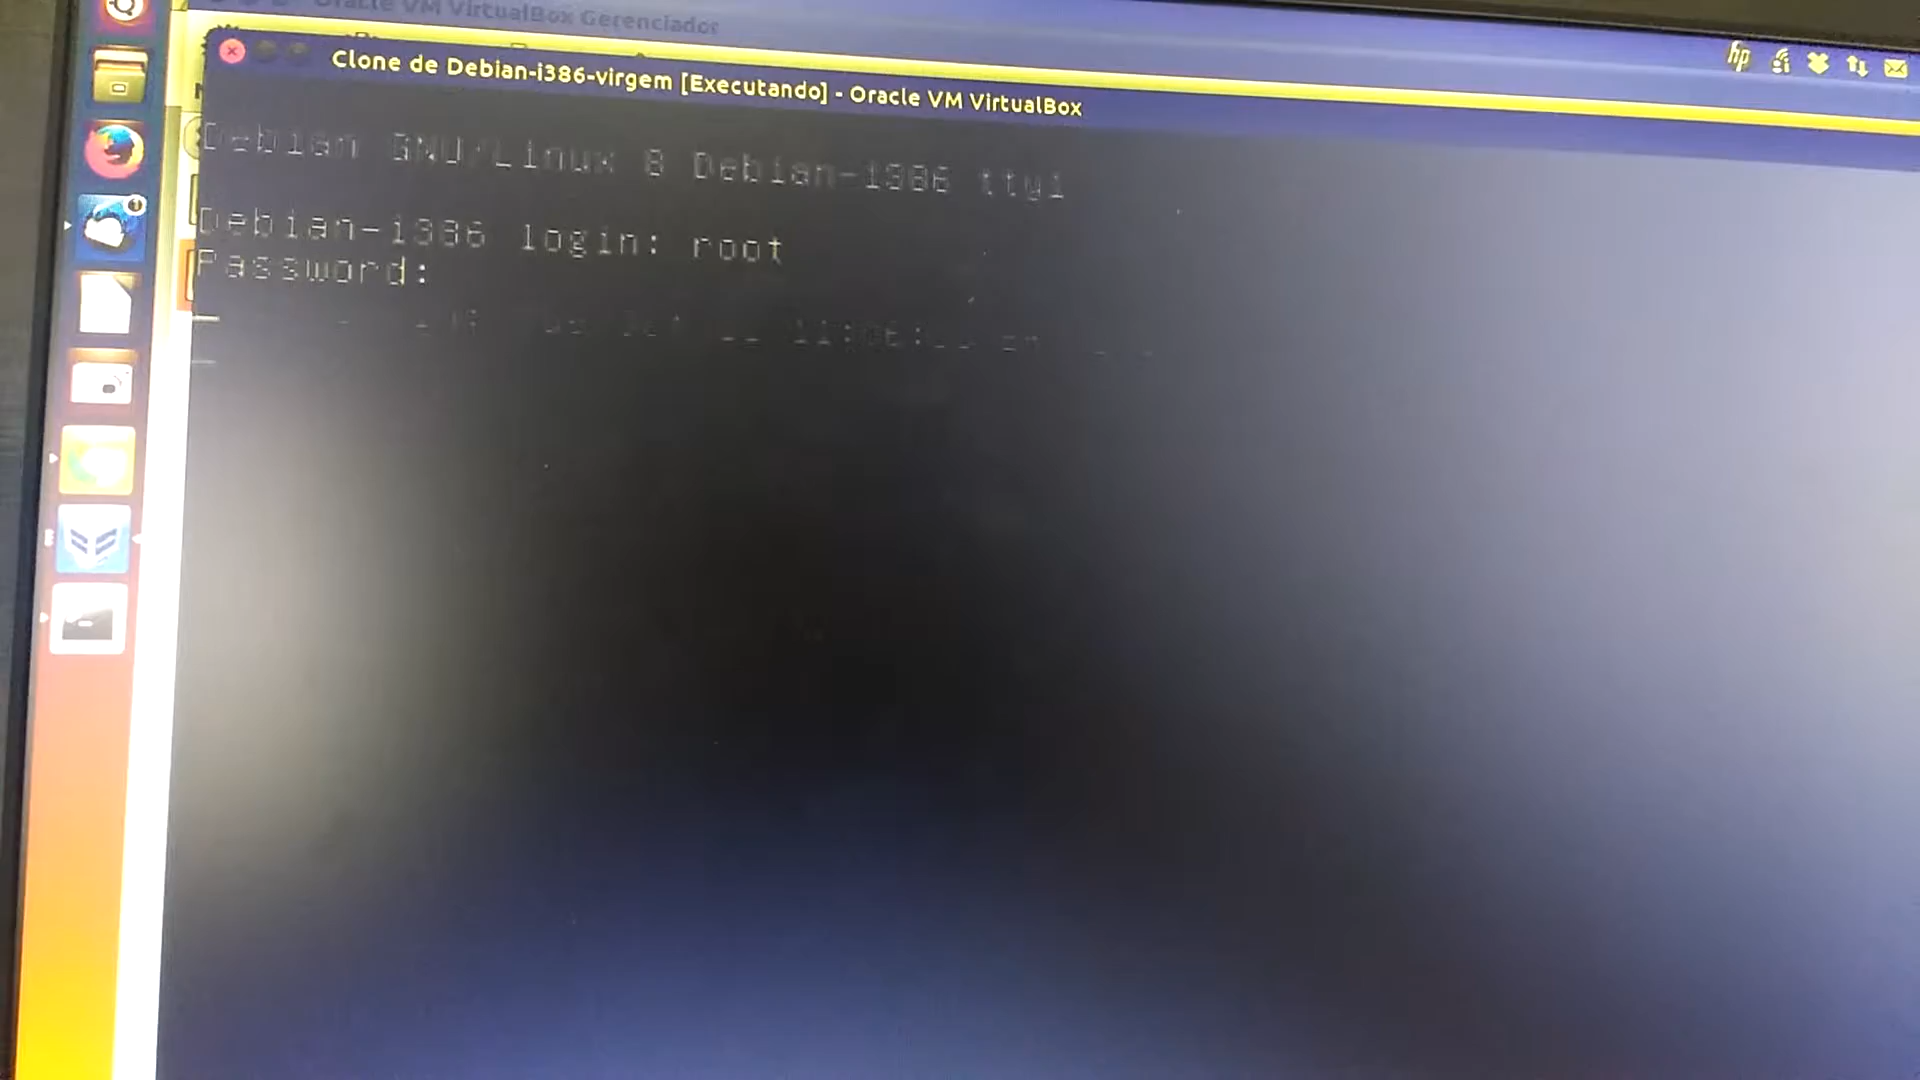 Oracle VM VirtualBox Gerenciador
hp
Clone de Debian-i386-virgem [Executando] - Oracle VM VirtualBox
Debian GNU/Linux 8 Debian-i386 tty1
Debian-i386 login: root
Password: